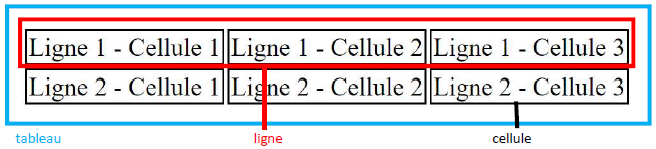 Ligne 1 - Cellule 1 Ligne 1 - Cellule 2 Ligne 1 - Cellule 3
Ligne 2 - Cellule 1 Ligne 2 - Cellule 2 Ligne 2 - Cellule 3
tableau ligne cellule